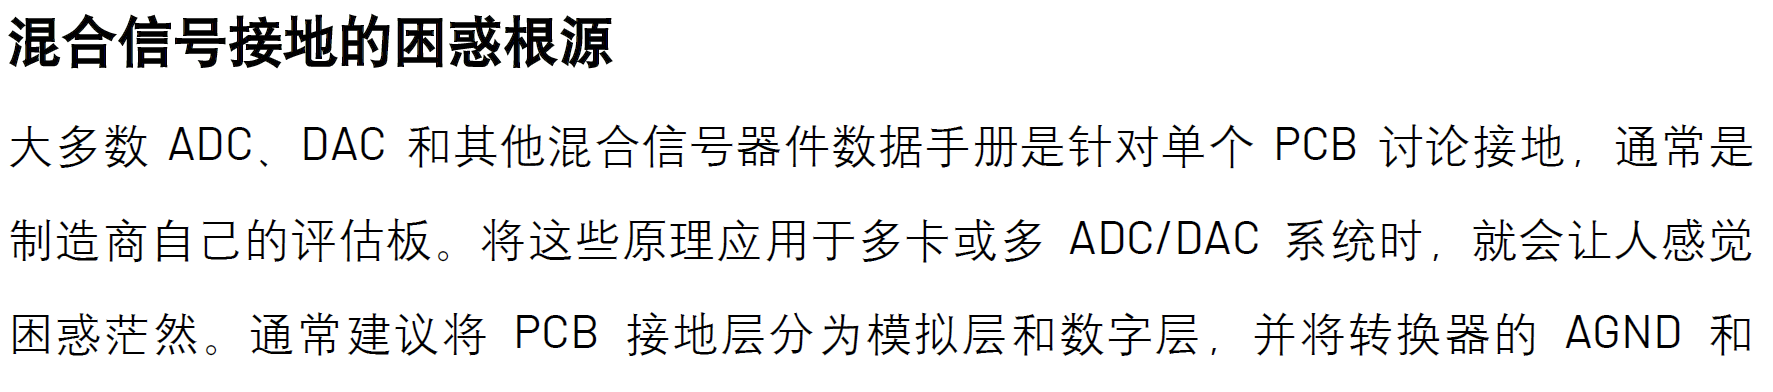 混合信号接地的困惑根源
大多数 ADC、DAC 和其他混合信号器件数据手册是针对单个 PCB 讨论接地，通常是
制造商自己的评估板。将这些原理应用于多卡或多 ADC/DAC 系统时，就会让人感觉
困惑茫然。通常建议将 PCB 接地层分为模拟层和数字层，并将转换器的 AGND 和